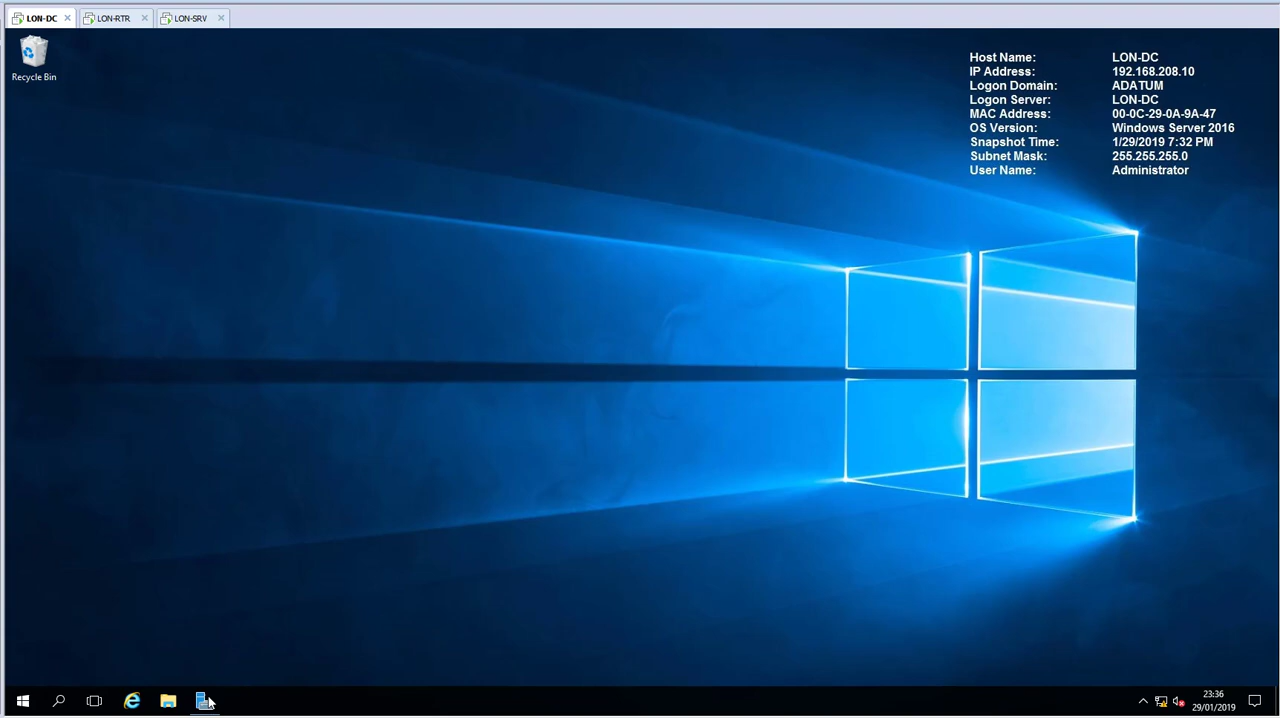 LON-DC LON-RTR LON-SRV
Recycle Bin
Host Name: LON-DC
IP Address: 192.168.208.10
Logon Domain: ADATUM
Logon Server: LON-DC
MAC Address: 00-0C-29-0A-9A-47
OS Version: Windows Server 2016
Snapshot Time: 1/29/2019 7:32 PM
Subnet Mask: 255.255.255.0
User Name: Administrator
23:36
29/01/2019